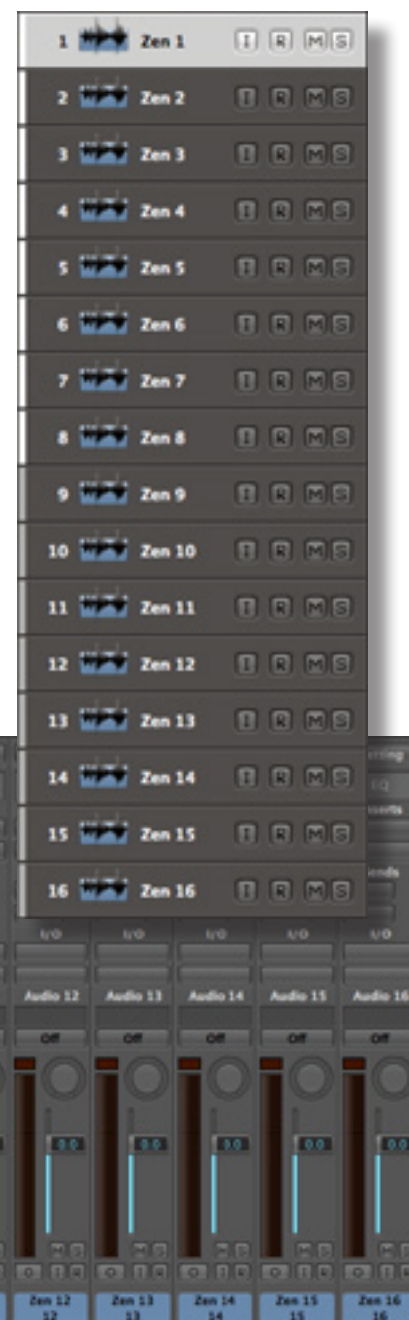 1 Zen 1 I R M S
2 Zen 2 I R M S
3 Zen 3 I R M S
4 Zen 4 I R M S
5 Zen 5 I R M S
6 Zen 6 I R M S
7 Zen 7 I R M S
8 Zen 8 I R M S
9 Zen 9 I R M S
10 Zen 10 I R M S
11 Zen 11 I R M S
12 Zen 12 I R M S
13 Zen 13 I R M S
14 Zen 14 I R M S
15 Zen 15 I R M S
16 Zen 16 I R M S
EQ
I/O I/O I/O I/O I/O
Audio 12 Audio 13 Audio 14 Audio 15 Audio 16
Off Off Off Off Off
0.0 0.0 0.0 0.0 0.0
M S M S M S M S M
I R I R I R I R I R
Zen 12 Zen 13 Zen 14 Zen 15 Zen 16
12 13 14 15 16